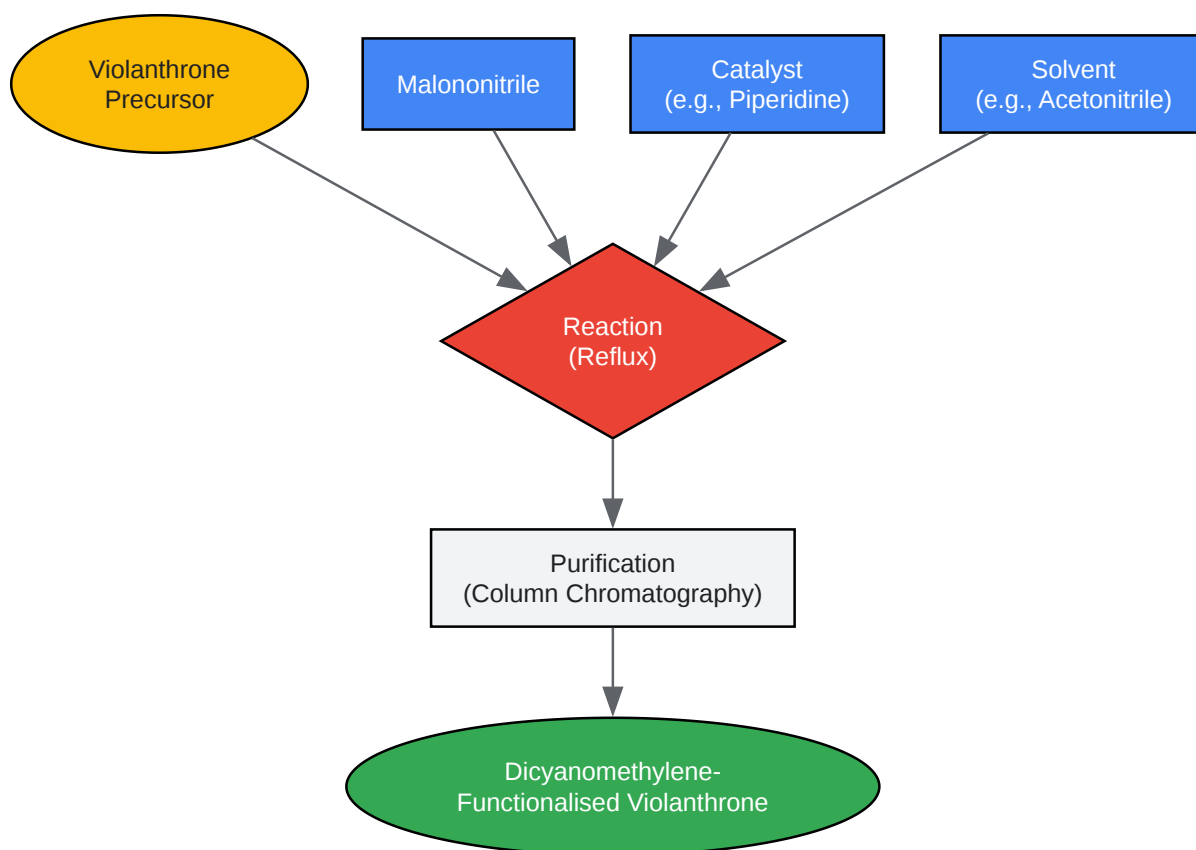 Violanthrone
Precursor
Malononitrile
Catalyst
(e.g., Piperidine)
Solvent
(e.g., Acetonitrile)
Reaction
(Reflux)
Purification
(Column Chromatography)
Dicyanomethylene-
Functionalised Violanthrone